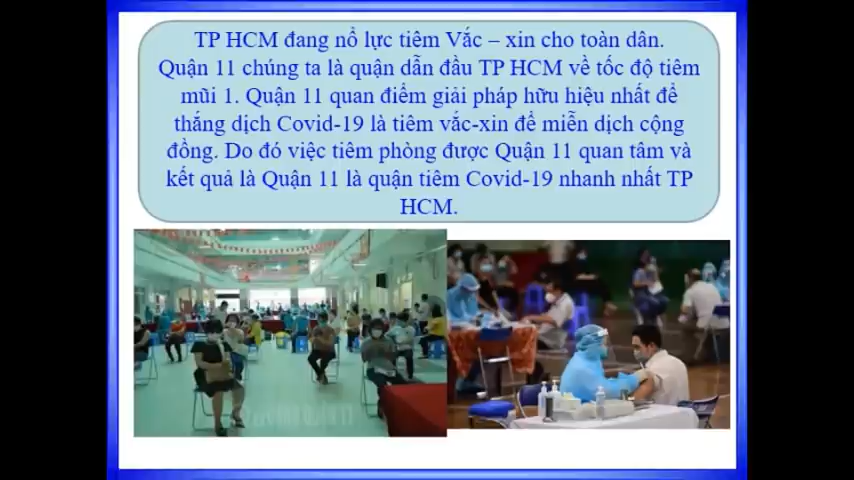 TP HCM đang nổ lực tiêm Vắc – xin cho toàn dân.
Quận 11 chúng ta là quận dẫn đầu TP HCM về tốc độ tiêm
mũi 1. Quận 11 quan điểm giải pháp hữu hiệu nhất để
thắng dịch Covid-19 là tiêm vắc-xin để miễn dịch cộng
đồng. Do đó việc tiêm phòng được Quận 11 quan tâm và
kết quả là Quận 11 là quận tiêm Covid-19 nhanh nhất TP
HCM.